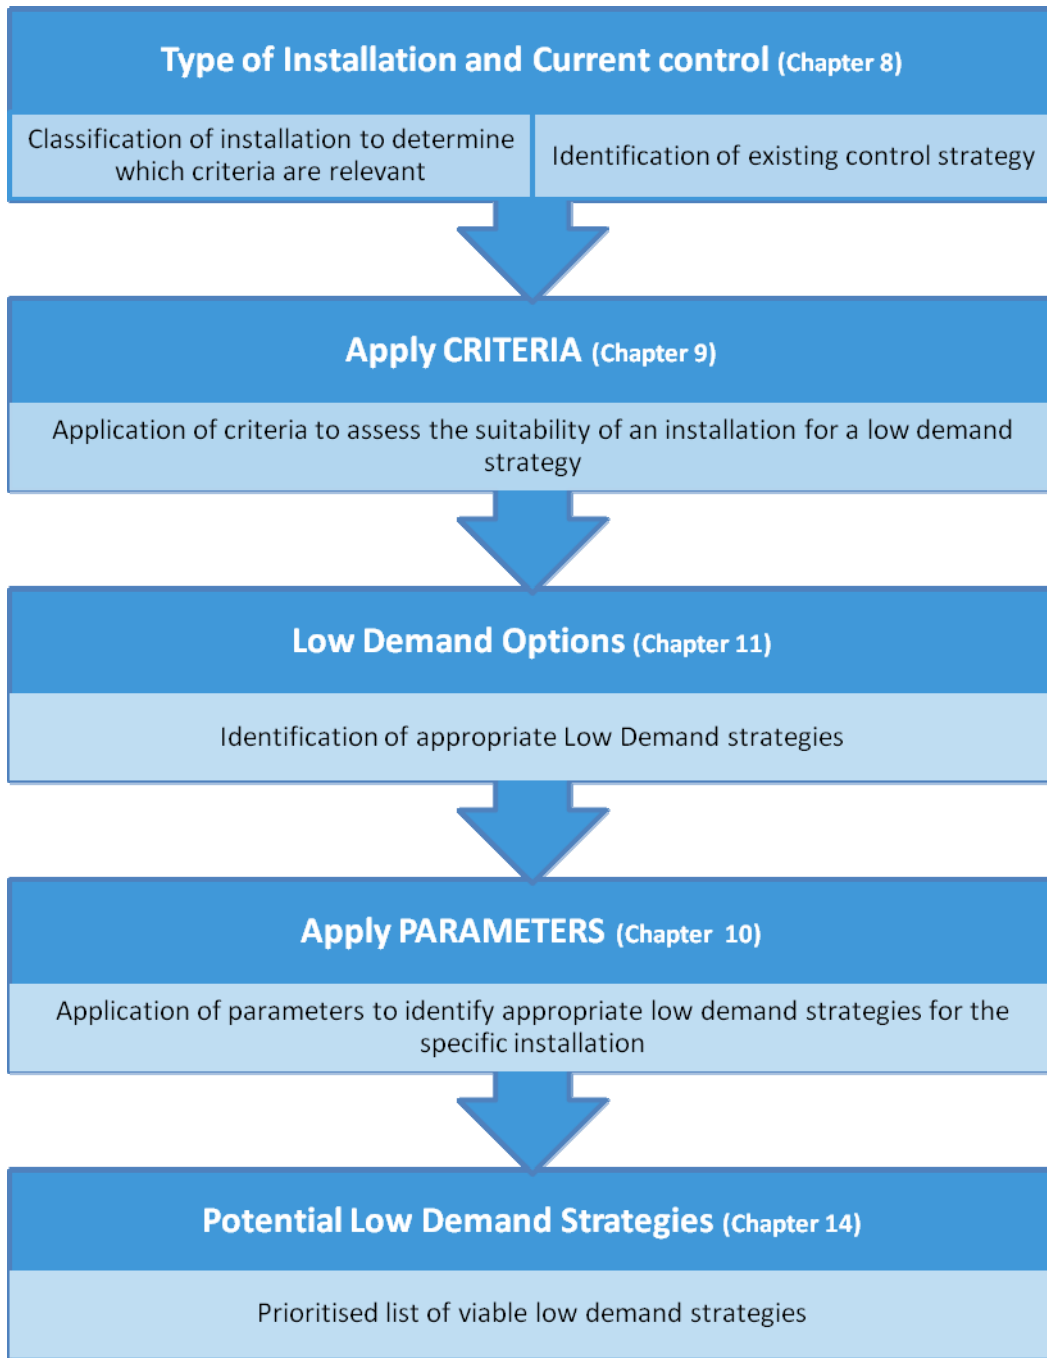 Type of Installation and Current control (Chapter 8)
Classification of installation to determine
which criteria are relevant
Identification of existing control strategy
Apply CRITERIA (Chapter 9)
Application of criteria to assess the suitability of an installation for a low demand
strategy
Low Demand Options (Chapter 11)
Identification of appropriate Low Demand strategies
Apply PARAMETERS (Chapter 10)
Application of parameters to identify appropriate low demand strategies for the
specific installation
Potential Low Demand Strategies (Chapter 14)
Prioritised list of viable low demand strategies